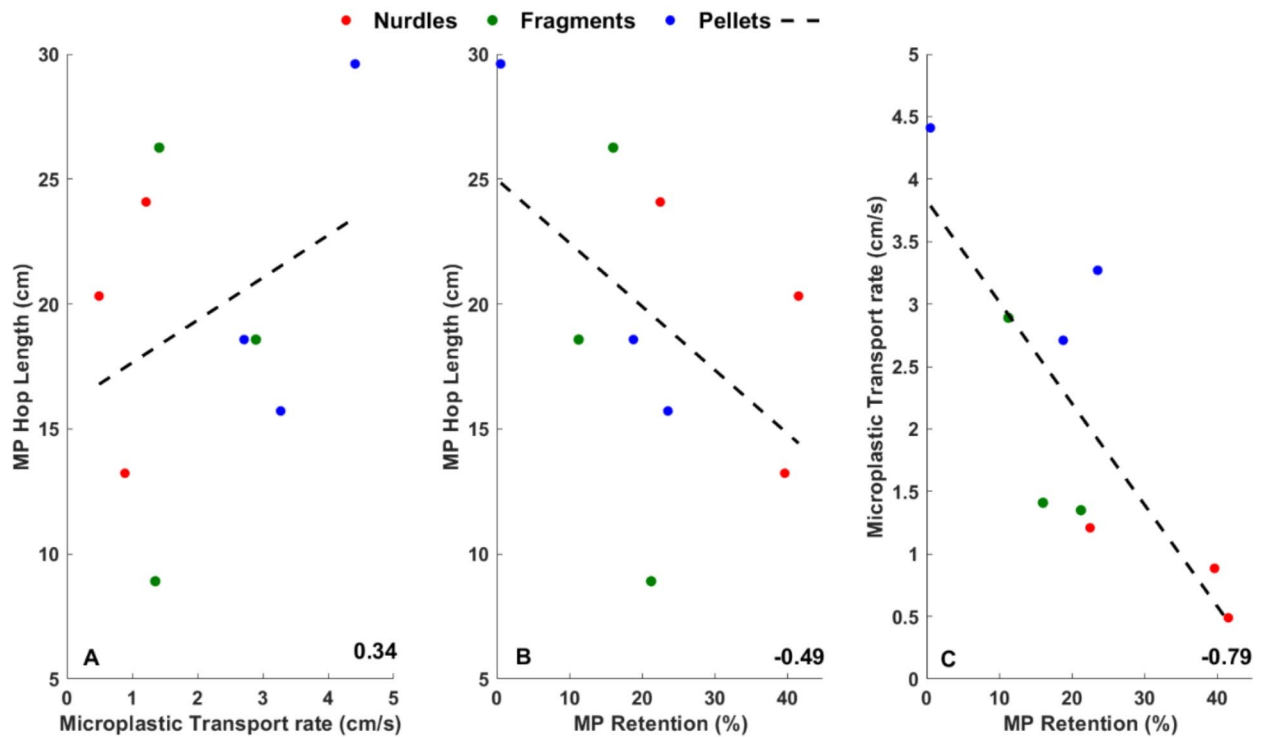 Nurdles Fragments Pellets
30
25
20
15
10
5
MP Hop Length (cm)
A
0.34
0 1 2 3 4 5
Microplastic Transport rate (cm/s)
30
25
20
15
10
5
MP Hop Length (cm)
B
-0.49
0 10 20 30 40
MP Retention (%)
5
4.5
4
3.5
3
2.5
2
1.5
1
0.5
0
Microplastic Transport rate (cm/s)
C
-0.79
0 10 20 30 40
MP Retention (%)